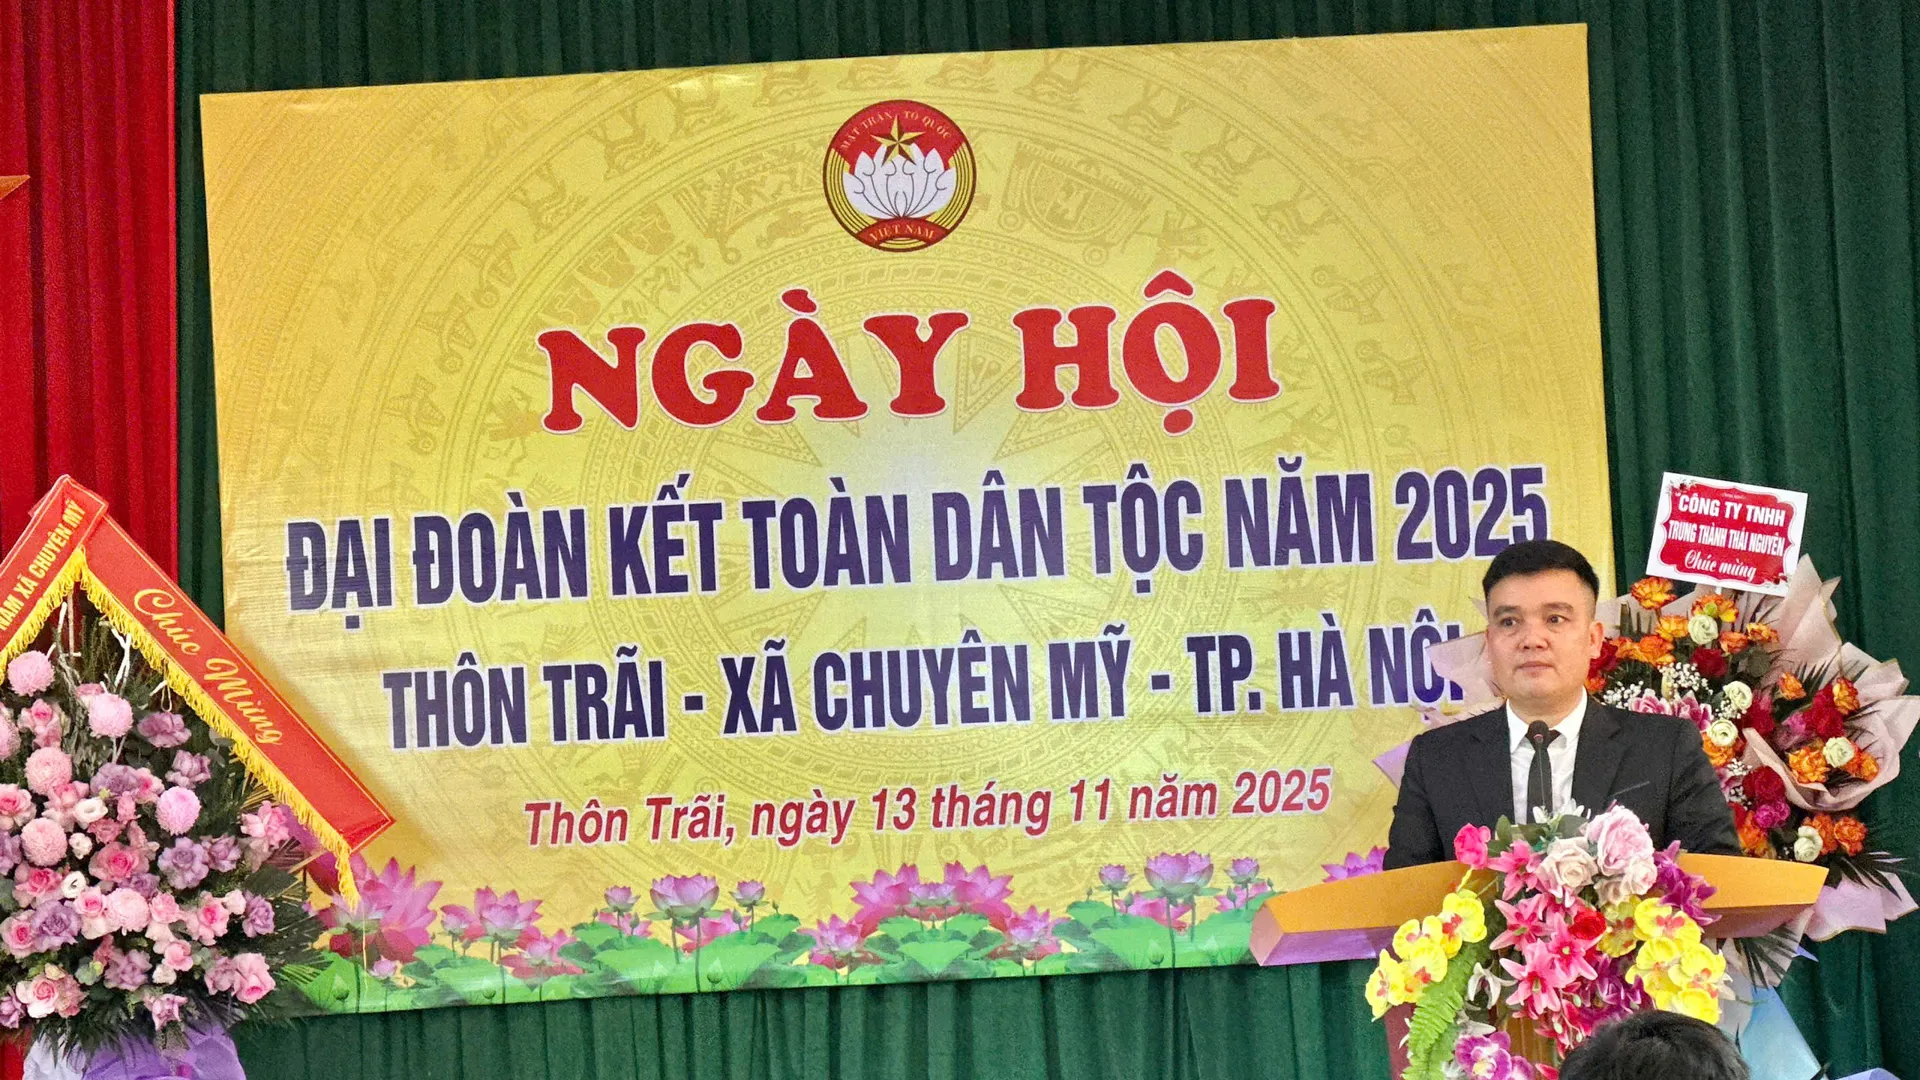 MẶT TRẬN TỔ QUỐC
VIỆT NAM
NGÀY HỘI
ĐẠI ĐOÀN KẾT TOÀN DÂN TỘC NĂM 2025
THÔN TRÃI - XÃ CHUYÊN MỸ - TP. HÀ NỘI
Thôn Trãi, ngày 13 tháng 11 năm 2025
NAM XÃ CHUYÊN MỸ
Chúc Mừng
CÔNG TY TNHH
TRUNG THÀNH THÁI NGUYÊN
Chúc mừng